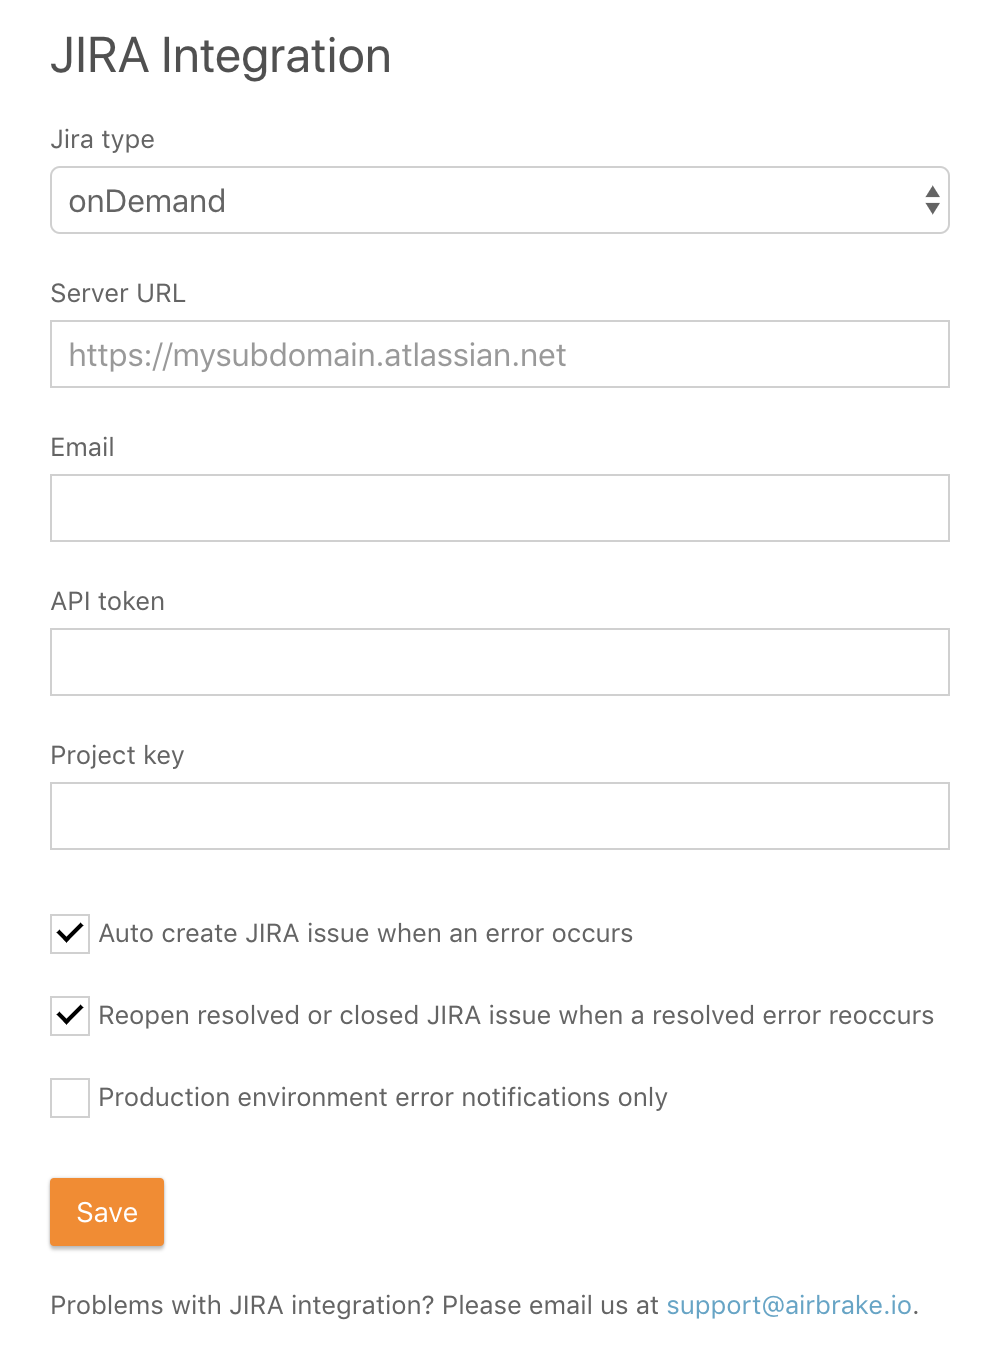 JIRA Integration
Jira type
onDemand
Server URL
https://mysubdomain.atlassian.net
Email
API token
Project key
Auto create JIRA issue when an error occurs
Reopen resolved or closed JIRA issue when a resolved error reoccurs
Production environment error notifications only
Save
Problems with JIRA integration? Please email us at support@airbrake.io.